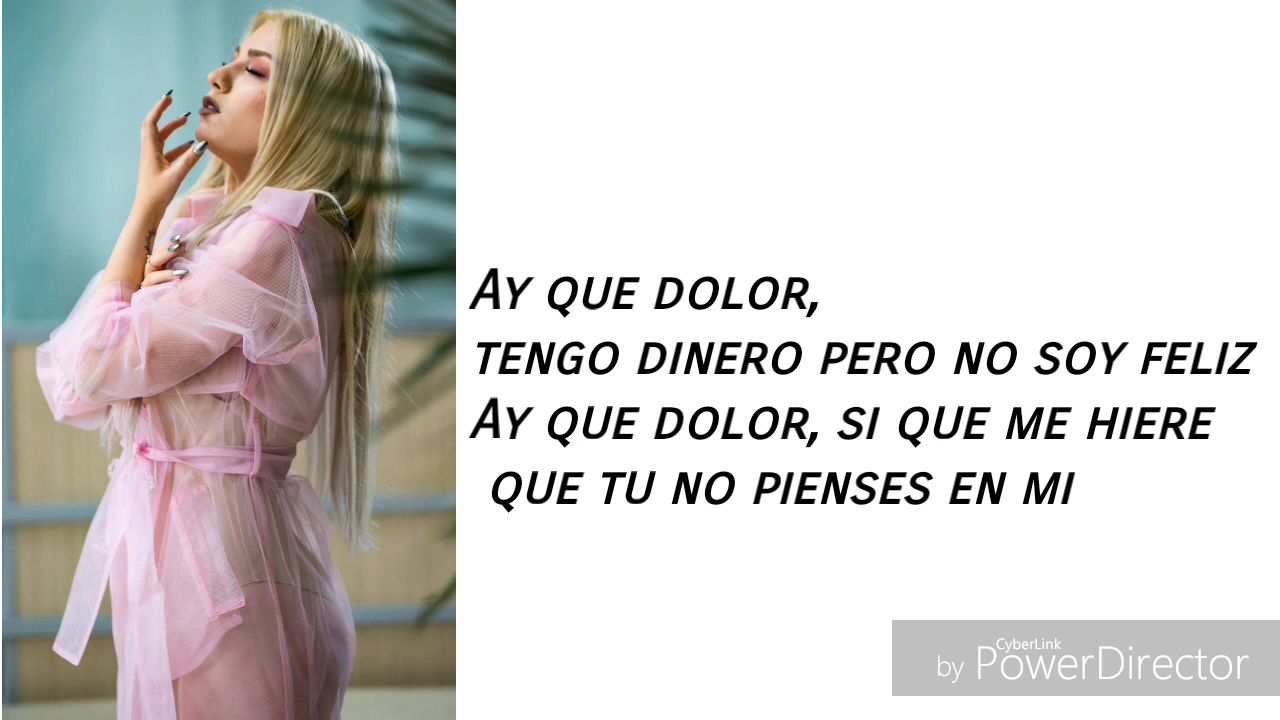 Ay que dolor,
tengo dinero pero no soy feliz
Ay que dolor, si que me hiere
que tu no pienses en mi
CyberLink
by PowerDirector